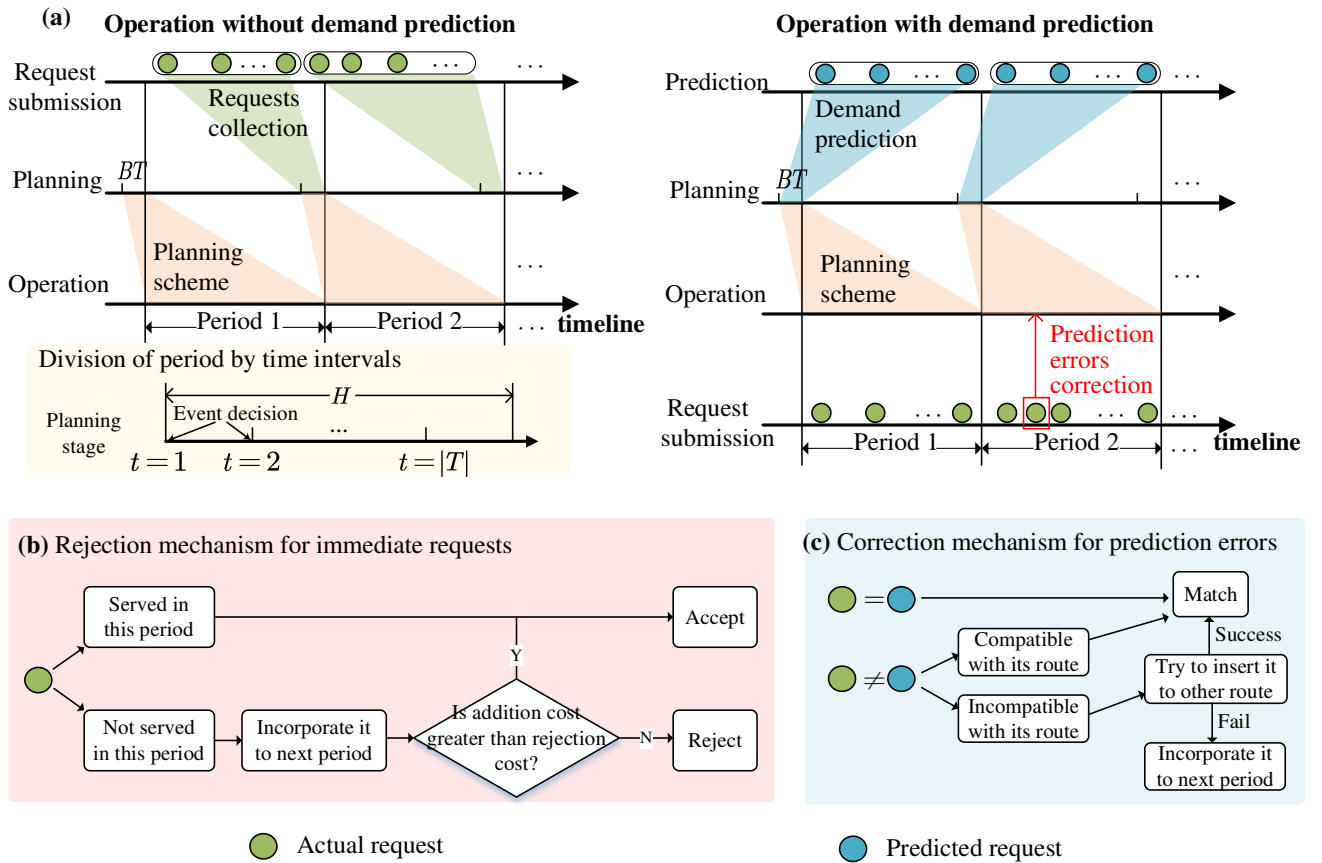 (a)
Operation without demand prediction
Request
submission
...
...
...
Requests
collection
Planning
BT
...
Planning
scheme
Operation
...
Period 1
Period 2
... timeline
Division of period by time intervals
H
Event decision
Planning
stage
...
t=1
t=2
t=|T|
Operation with demand prediction
Prediction
...
...
...
Demand
prediction
Planning
BT
...
Planning
scheme
Operation
...
Prediction
errors
correction
Request
submission
...
...
...
Period 1
Period 2
... timeline
(b) Rejection mechanism for immediate requests
Served in
this period
Accept
Y
Not served
in this period
Incorporate it
to next period
Is addition cost
greater than rejection
cost?
N
Reject
(c) Correction mechanism for prediction errors
=
Match
Compatible
with its route
Success
≠
Try to insert it
to other route
Incompatible
with its route
Fail
Incorporate it
to next period
Actual request
Predicted request